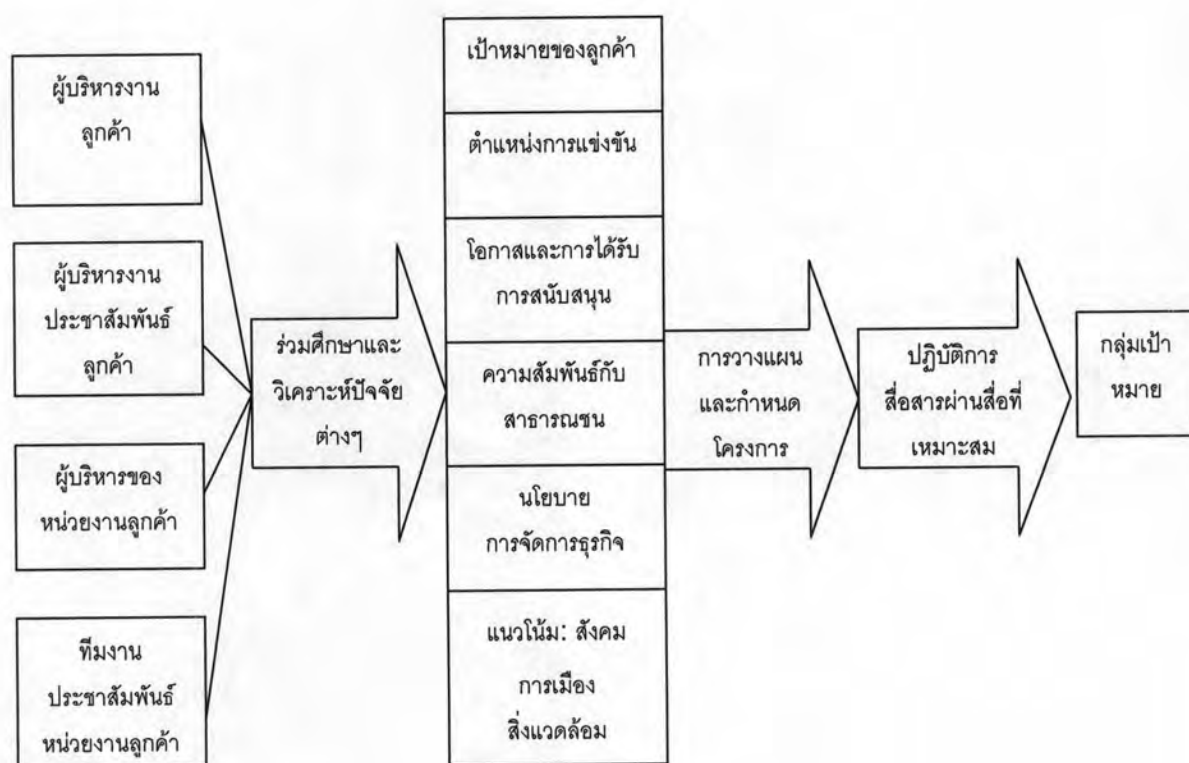 ผู้บริหารงาน
ลูกค้า
ผู้บริหารงาน
ประชาสัมพันธ์
ลูกค้า
ผู้บริหารของ
หน่วยงานลูกค้า
ทีมงาน
ประชาสัมพันธ์
หน่วยงานลูกค้า
ร่วมศึกษาและ
วิเคราะห์ปัจจัย
ต่างๆ
เป้าหมายของลูกค้า
ตำแหน่งการแข่งขัน
โอกาสและการได้รับ
การสนับสนุน
ความสัมพันธ์กับ
สาธารณชน
นโยบาย
การจัดการธุรกิจ
แนวโน้ม: สังคม
การเมือง
สิ่งแวดล้อม
การวางแผน
และกำหนด
โครงการ
ปฏิบัติการ
สื่อสารผ่านสื่อที่
เหมาะสม
กลุ่มเป้า
หมาย